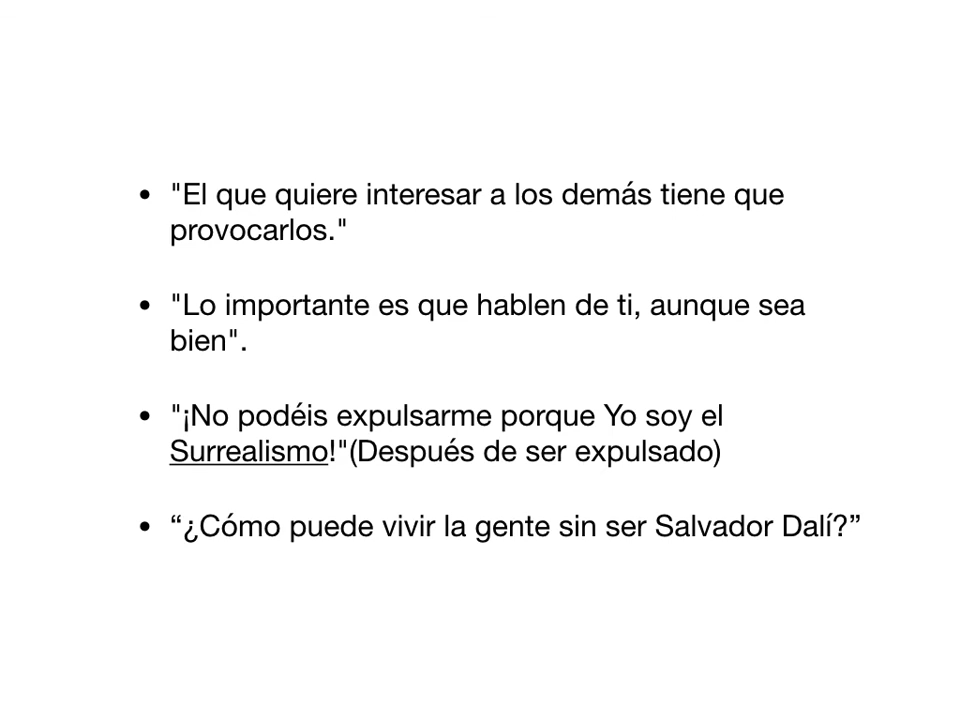 • "El que quiere interesar a los demás tiene que
provocarlos."
• "Lo importante es que hablen de ti, aunque sea
bien".
• "¡No podéis expulsarme porque Yo soy el
Surrealismo!"(Después de ser expulsado)
• “¿Cómo puede vivir la gente sin ser Salvador Dalí?”